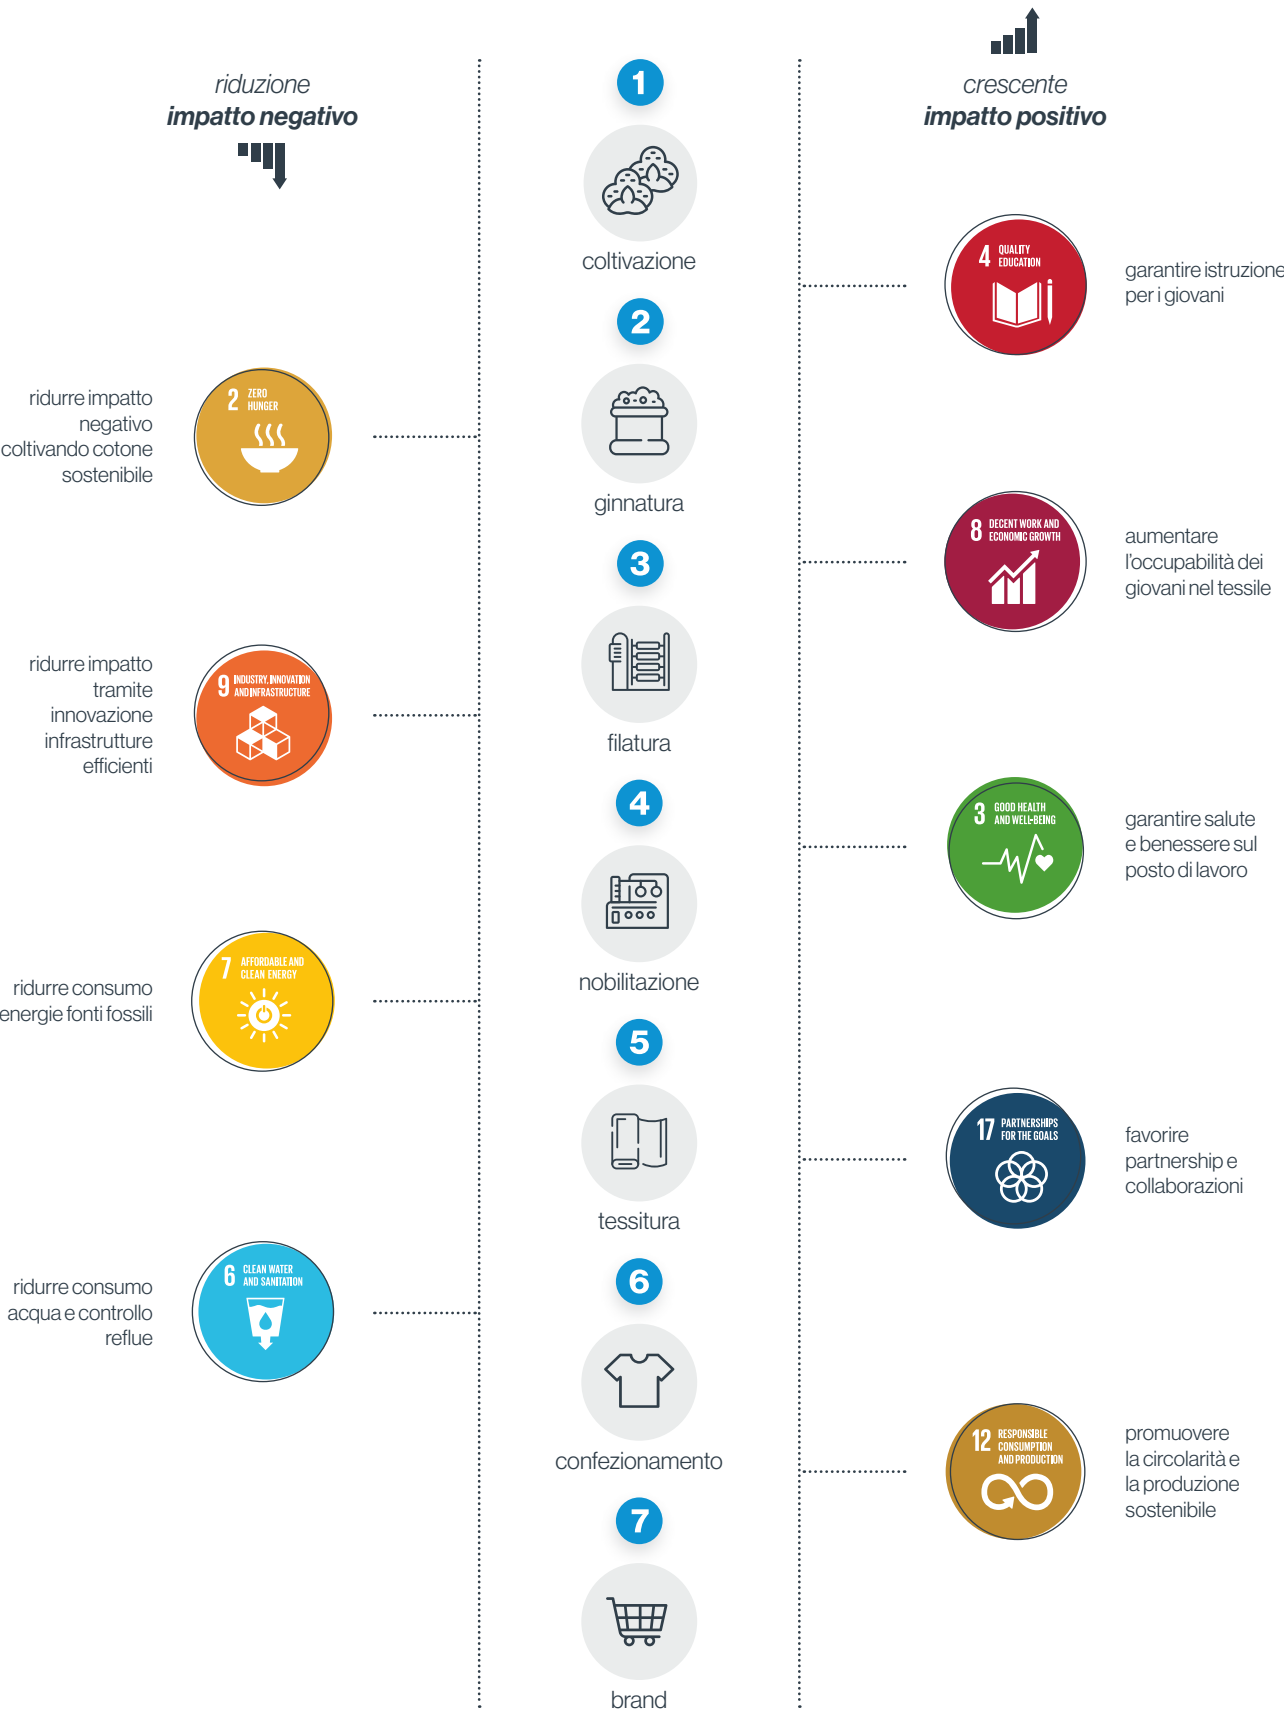 riduzione
impatto negativo
ridurre impatto
negativo
coltivando cotone
sostenibile
2 ZERO
HUNGER
ridurre impatto
tramite
innovazione
infrastrutture
efficienti
9 INDUSTRY, INNOVATION
AND INFRASTRUCTURE
ridurre consumo
energie fonti fossili
7 AFFORDABLE AND
CLEAN ENERGY
ridurre consumo
acqua e controllo
reflue
6 CLEAN WATER
AND SANITATION
1
coltivazione
2
ginnatura
3
filatura
4
nobilitazione
5
tessitura
6
confezionamento
7
brand
crescente
impatto positivo
4 QUALITY
EDUCATION
garantire istruzione
per i giovani
8 DECENT WORK AND
ECONOMIC GROWTH
aumentare
l’occupabilità dei
giovani nel tessile
3 GOOD HEALTH
AND WELL-BEING
garantire salute
e benessere sul
posto di lavoro
17 PARTNERSHIPS
FOR THE GOALS
favorire
partnership e
collaborazioni
12 RESPONSIBLE
CONSUMPTION
AND PRODUCTION
promuovere
la circolarità e
la produzione
sostenibile